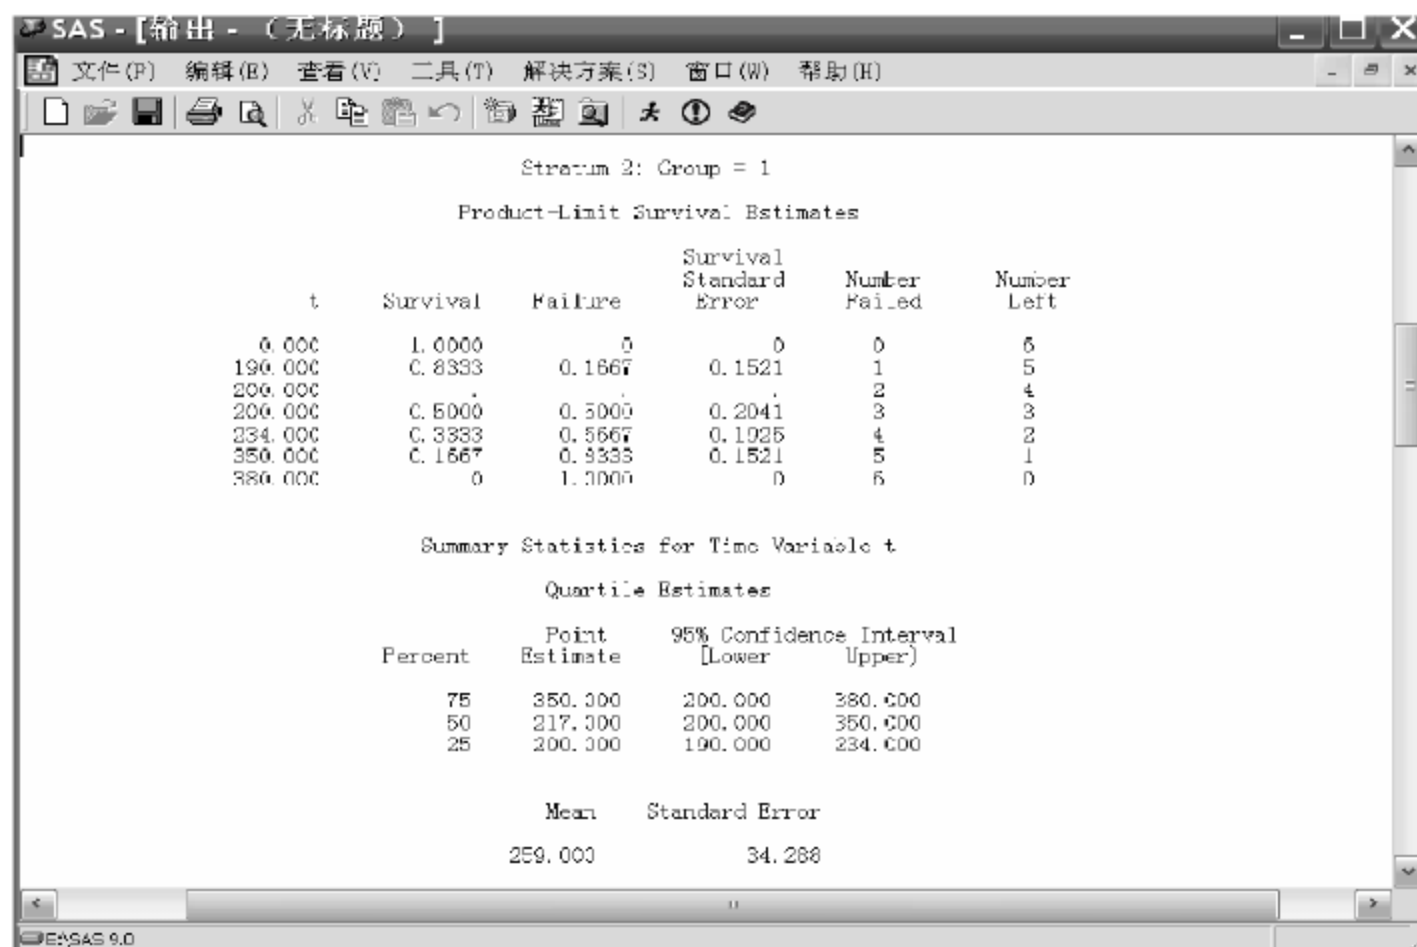 SAS - [输出 - （无标题） ]
文件(F) 编辑(E) 查看(V) 工具(T) 解决方案(S) 窗口(W) 帮助(H)
Stratum 2: Group = 1
Product-Limit Survival Estimates
Survival
Standard Number Number
t Survival Failure Error Failed Left
0.000 1.0000 0 0 0 6
190.000 0.8333 0.1667 0.1521 1 5
200.000 . . . 2 4
200.000 0.5000 0.5000 0.2041 3 3
234.000 0.3333 0.6667 0.1925 4 2
350.000 0.1667 0.8333 0.1521 5 1
380.000 0 1.0000 0 6 0
Summary Statistics for Time Variable t
Quartile Estimates
Point 95% Confidence Interval
Percent Estimate [Lower Upper)
75 350.000 200.000 380.000
50 217.000 200.000 350.000
25 200.000 190.000 234.000
Mean Standard Error
259.000 34.288
E:\SAS 9.0